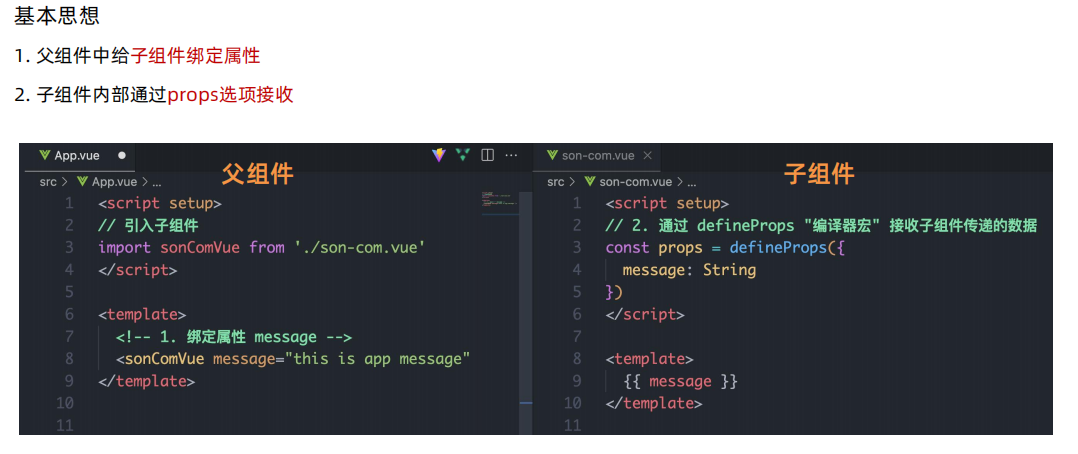 基本思想
1. 父组件中给子组件绑定属性
2. 子组件内部通过props选项接收
App.vue
父组件
src > App.vue > ...
1 <script setup>
2 // 引入子组件
3 import sonComVue from './son-com.vue'
4 </script>
5
6 <template>
7 <!-- 1. 绑定属性 message -->
8 <sonComVue message="this is app message"
9 </template>
10
11
son-com.vue
子组件
src > son-com.vue > ...
1 <script setup>
2 // 2. 通过 defineProps "编译器宏" 接收子组件传递的数据
3 const props = defineProps({
4 message: String
5 })
6 </script>
7
8 <template>
9 {{ message }}
10 </template>
11